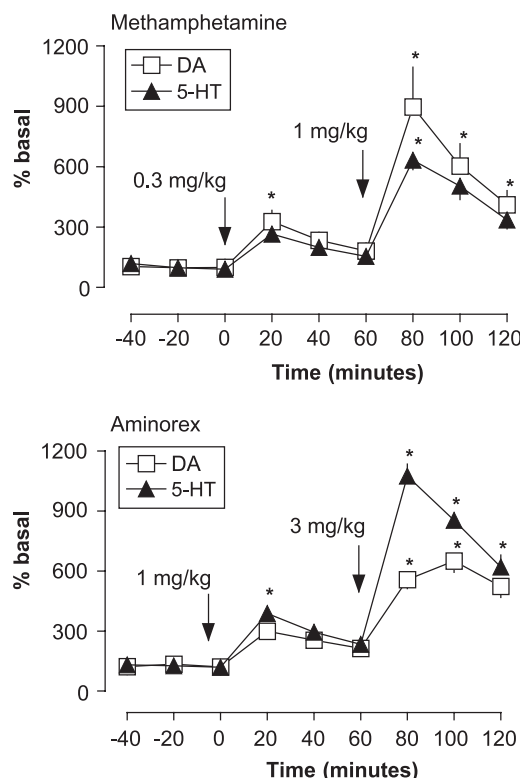 Methamphetamine
1200
DA
5-HT
900
1 mg/kg
*
*
*
% basal
600
0.3 mg/kg
*
*
300
0
-40 -20 0 20 40 60 80 100 120
Time (minutes)
Aminorex
1200
DA
5-HT
*
900
3 mg/kg
*
% basal
600
*
*
*
1 mg/kg
*
300
0
-40 -20 0 20 40 60 80 100 120
Time (minutes)